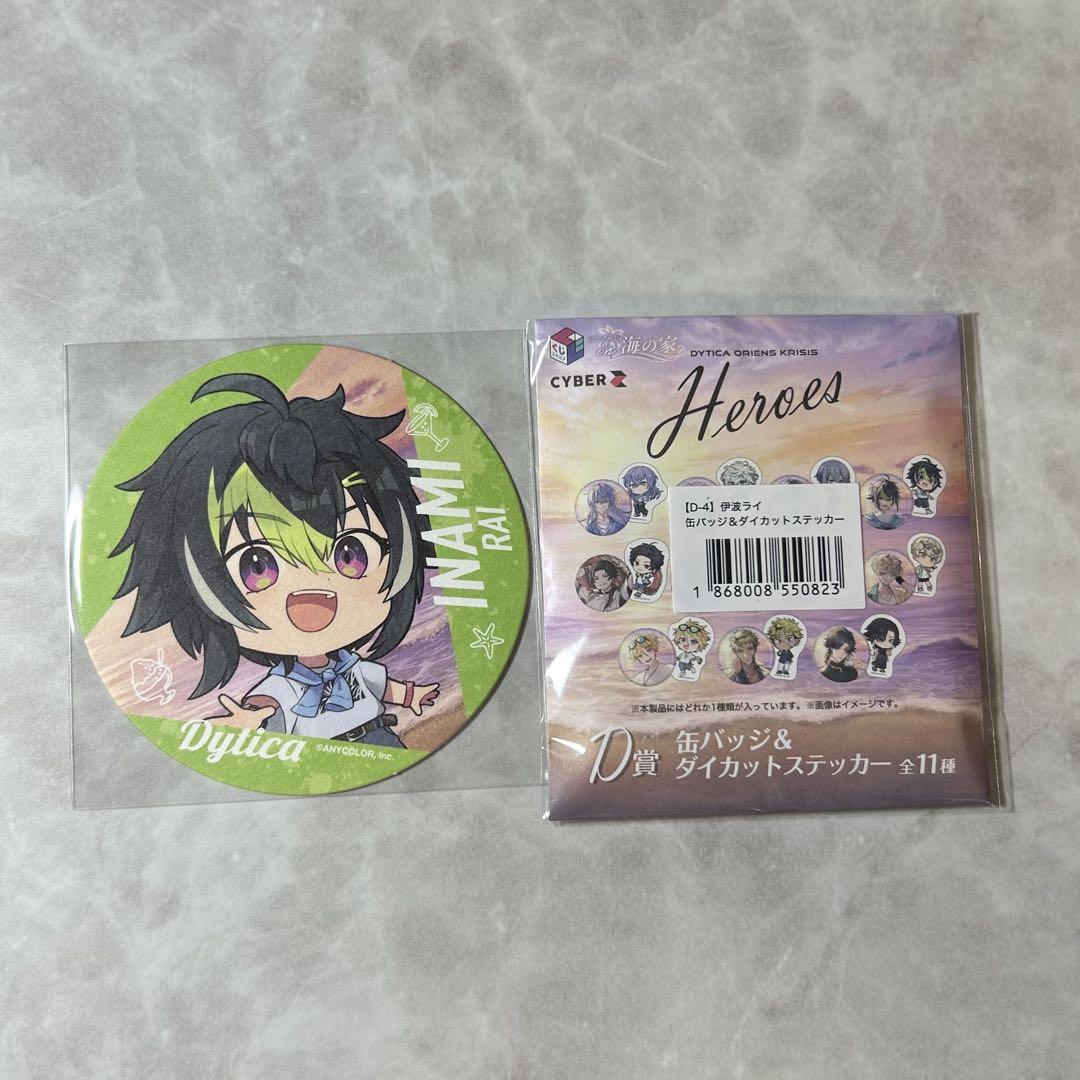 INAMI
RAI
Dytica
©ANYCOLOR, Inc.
くじ
海の家
DYTICA ORIENS KRISIS
CYBER Z
Heroes
【D-4】伊波ライ
缶バッジ&ダイカットステッカー
1 868008 550823
※本製品にはどれか1種類が入っています。※画像はイメージです。
D賞 缶バッジ&
ダイカットステッカー 全11種